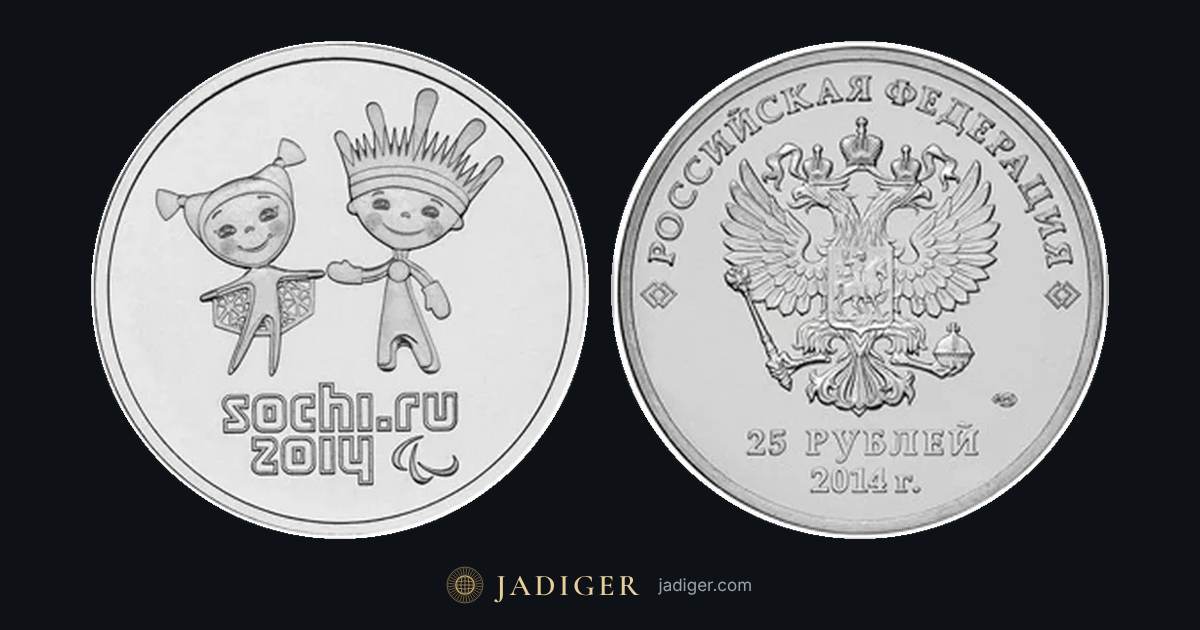 sochi.ru
2014
РОССИЙСКАЯ ФЕДЕРАЦИЯ
25 РУБЛЕЙ
2014 г.
JADIGER jadiger.com